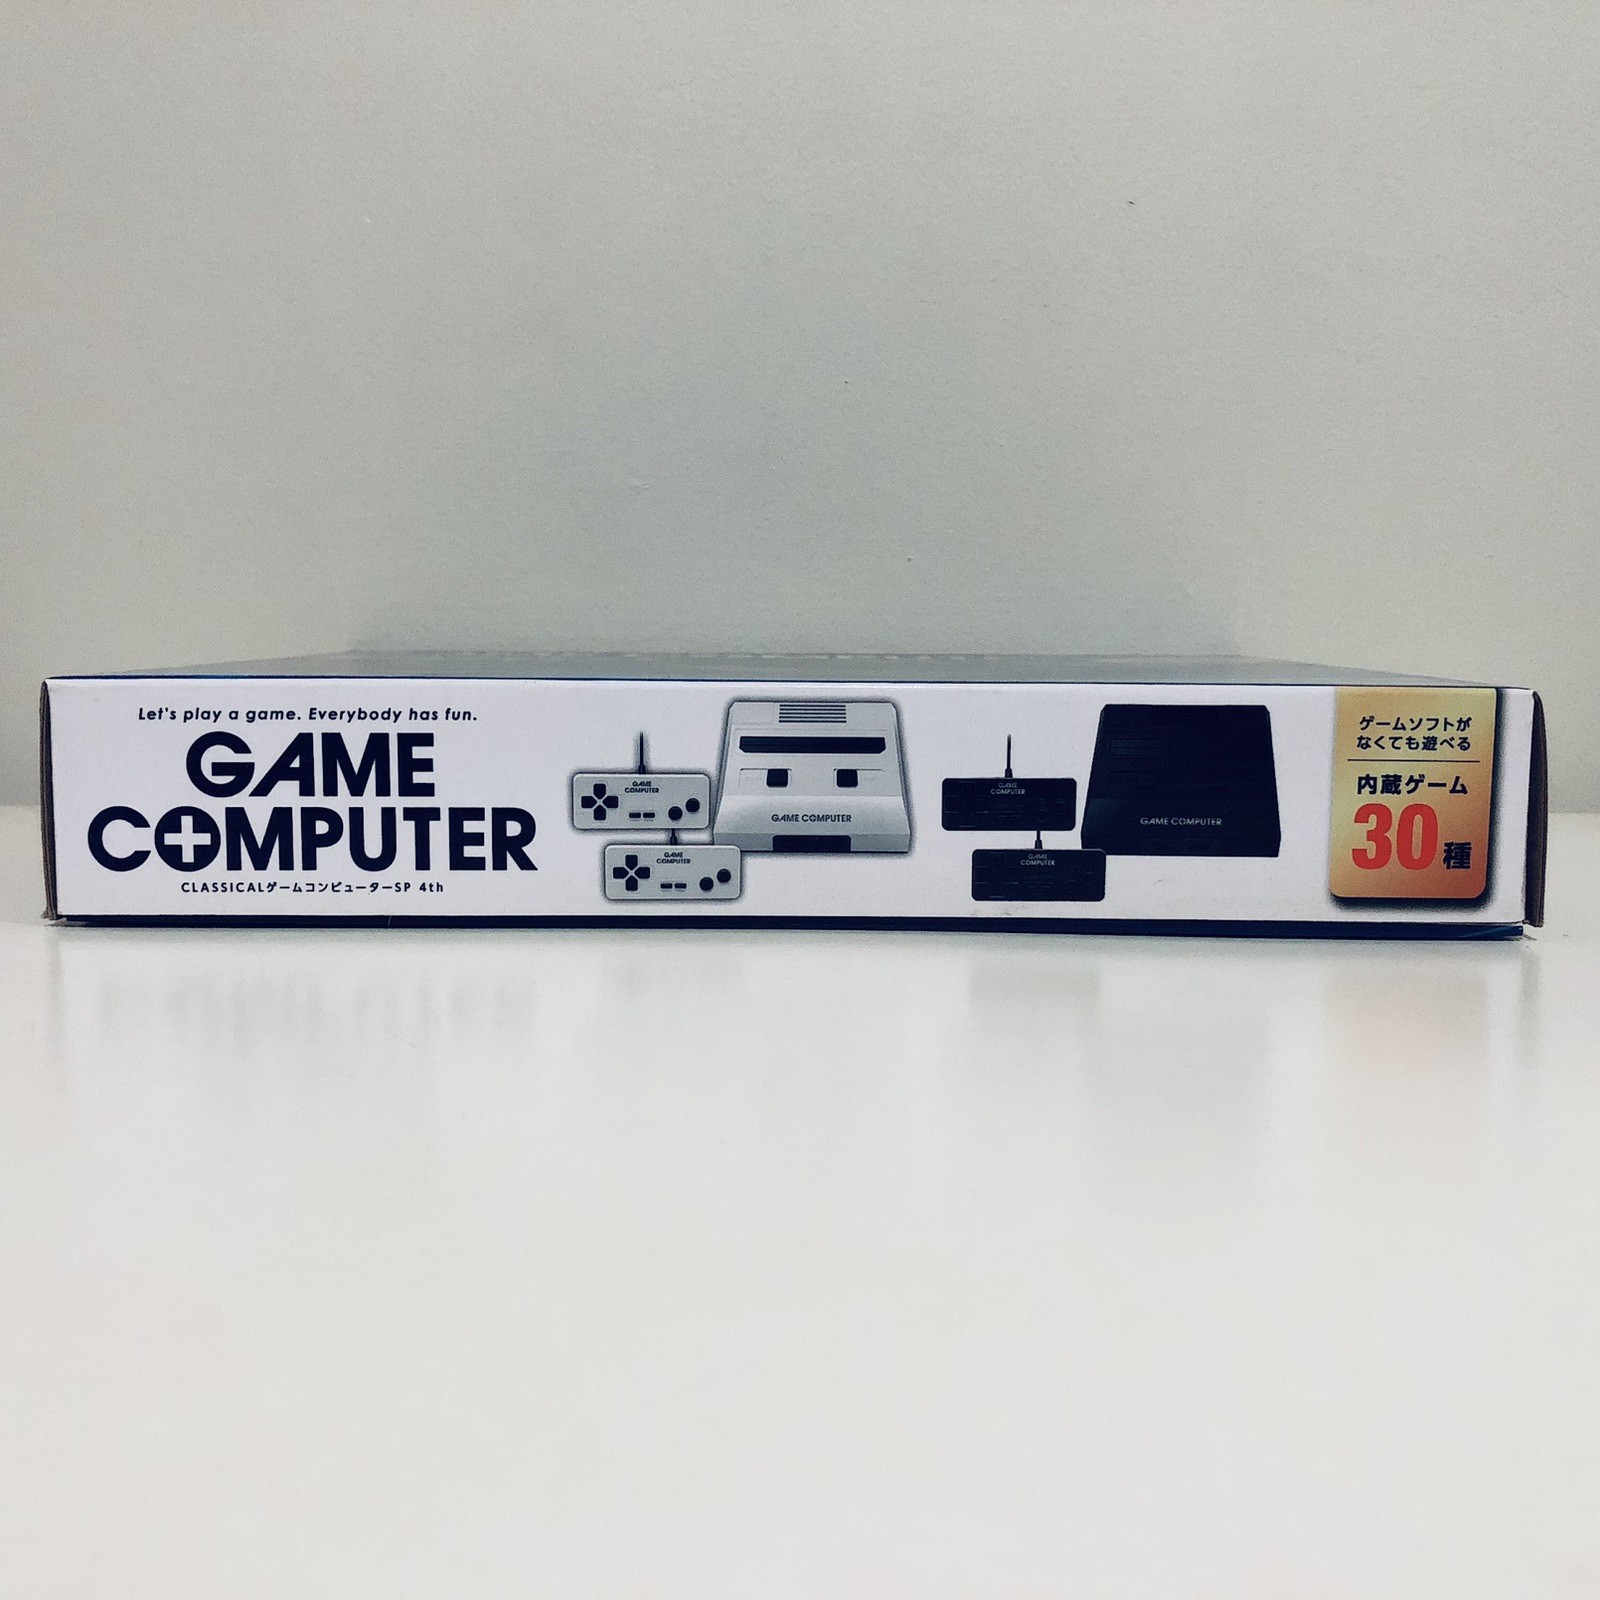 Let's play a game. Everybody has fun.
GAME
COMPUTER
CLASSICALゲームコンピューターSP 4th
GAME
COMPUTER
GAME
COMPUTER
GAME COMPUTER
GAME
COMPUTER
GAME
COMPUTER
GAME COMPUTER
ゲームソフトが
なくても遊べる
内蔵ゲーム
30種